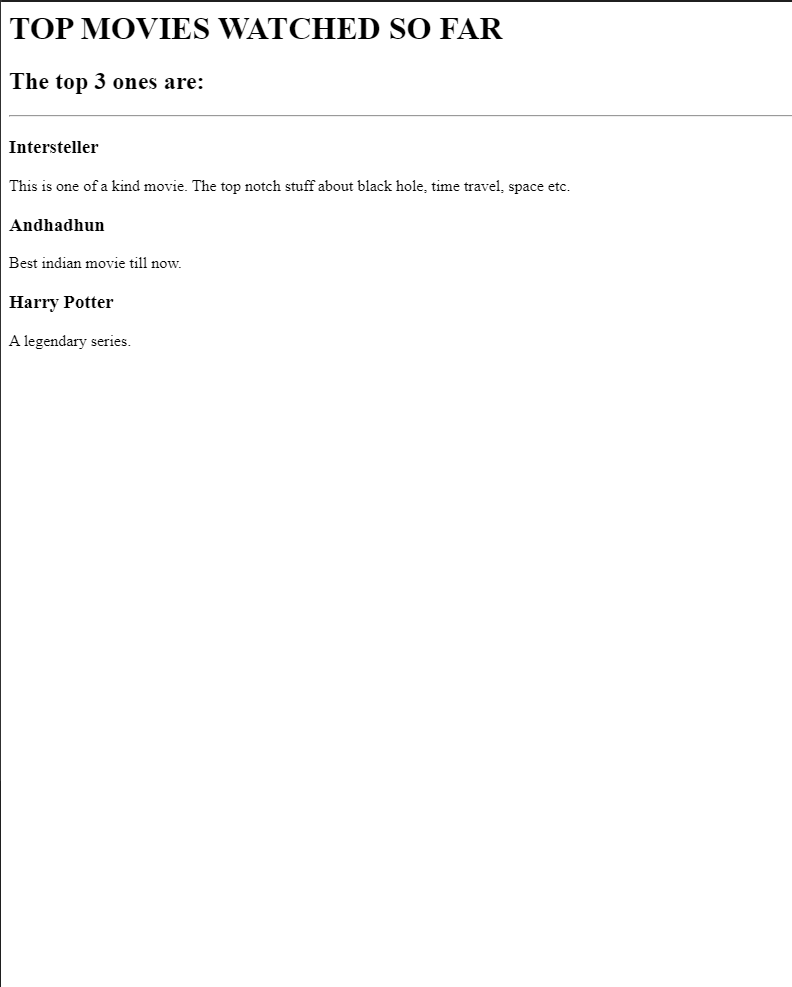 TOP MOVIES WATCHED SO FAR
The top 3 ones are:
Intersteller
This is one of a kind movie. The top notch stuff about black hole, time travel, space etc.
Andhadhun
Best indian movie till now.
Harry Potter
A legendary series.